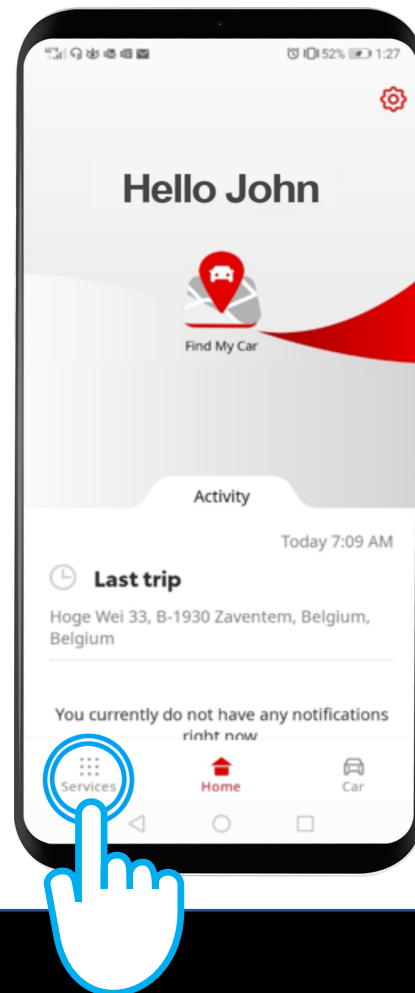 52% 1:27
Hello John
Find My Car
Activity
Today 7:09 AM
Last trip
Hoge Wei 33, B-1930 Zaventem, Belgium,
Belgium
You currently do not have any notifications
right now
Services Home Car